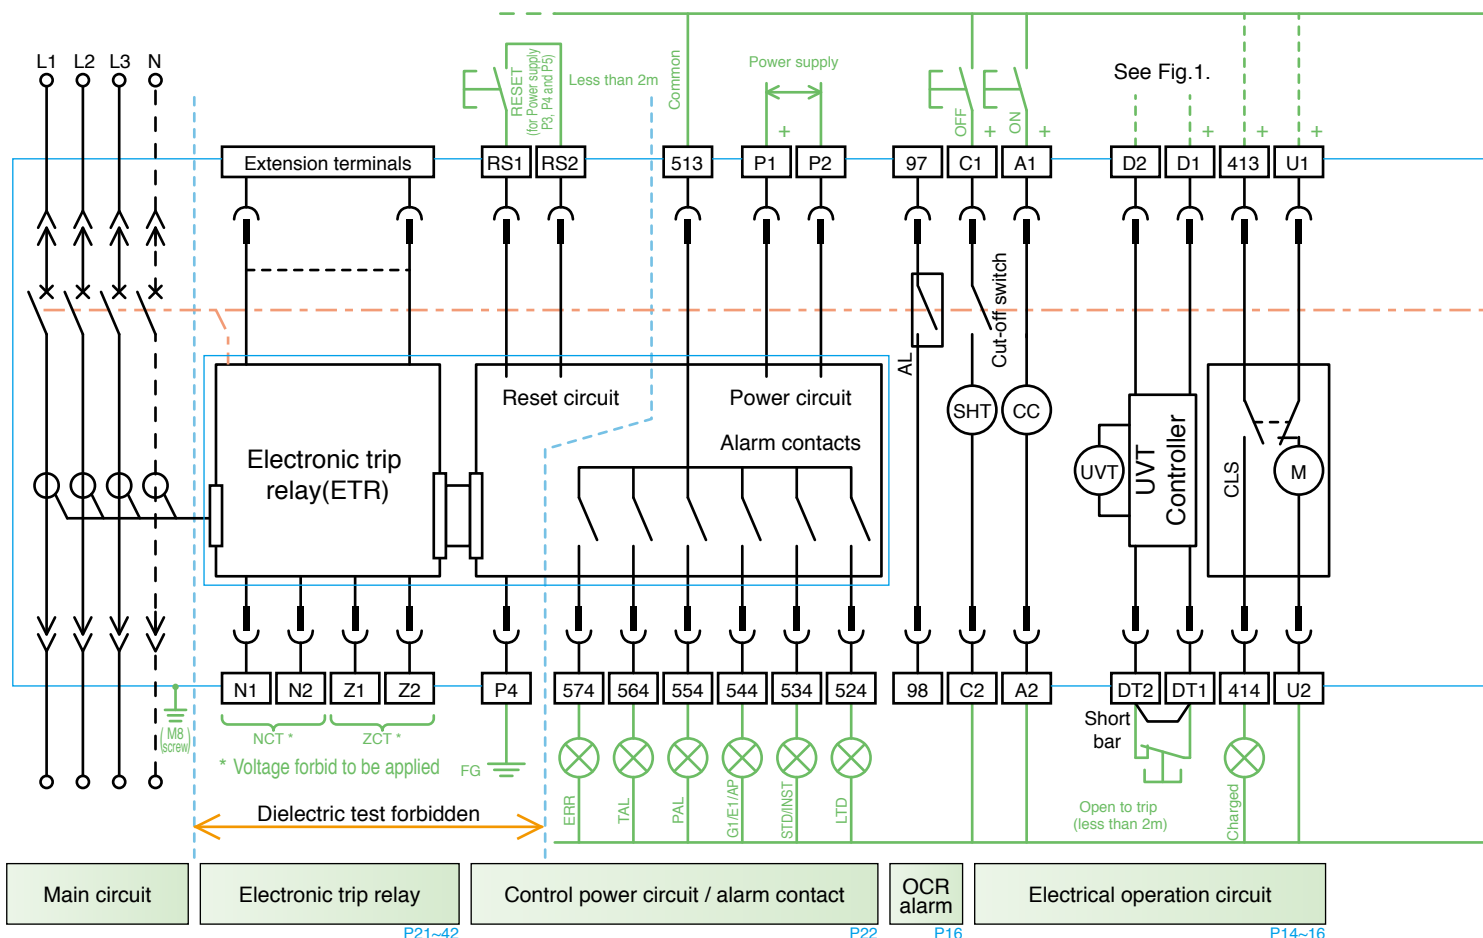 L1 L2 L3 N
RESET
(for Power supply
P3, P4 and P5)
Less than 2m
Common
Power supply
+
OFF
+
ON
+
See Fig.1.
+
+
+
Extension terminals
RS1 RS2
513
P1 P2
97 C1 A1
D2 D1 413 U1
Cut-off switch
AL
Reset circuit
Power circuit
Alarm contacts
SHT CC
Electronic trip
relay(ETR)
UVT
UVT
Controller
CLS
M
N1 N2 Z1 Z2
P4
574 564 554 544 534 524
98 C2 A2
DT2 DT1 414 U2
(M8
screw)
NCT *
ZCT *
* Voltage forbid to be applied
FG
Short
bar
ERR
TAL
PAL
G1/E1/AP
STD/INST
LTD
Open to trip
(less than 2m)
Charged
Dielectric test forbidden
Main circuit
Electronic trip relay
P21~42
Control power circuit / alarm contact
P22
OCR
alarm
P16
Electrical operation circuit
P14~16